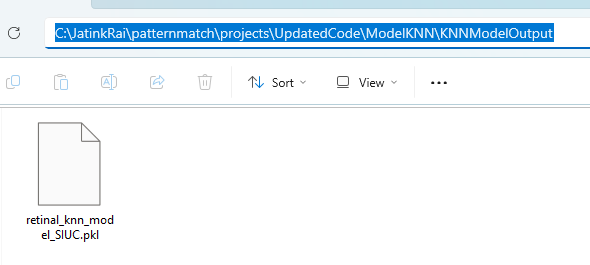 C:\JatinkRai\patternmatch\projects\UpdatedCode\ModelKNN\KNNModelOutput
Sort
View
retinal_knn_mod
el_SIUC.pkl